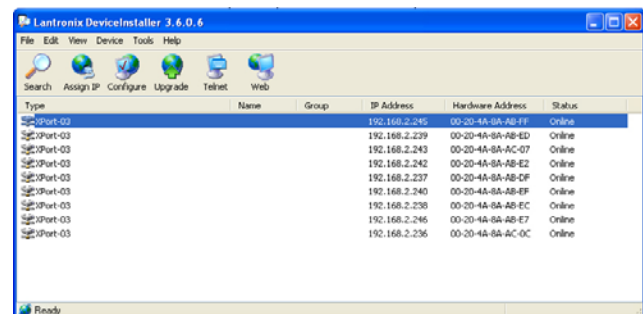 Lantronix DeviceInstaller 3.6.0.6
File Edit View Device Tools Help
Search Assign IP Configure Upgrade Telnet Web
Type Name Group IP Address Hardware Address Status
XPort-03 192.168.2.245 00-20-4A-8A-AB-FF Online
XPort-03 192.168.2.239 00-20-4A-8A-AB-ED Online
XPort-03 192.168.2.243 00-20-4A-8A-AC-07 Online
XPort-03 192.168.2.242 00-20-4A-8A-AB-E2 Online
XPort-03 192.168.2.237 00-20-4A-8A-AB-DF Online
XPort-03 192.168.2.240 00-20-4A-8A-AB-EF Online
XPort-03 192.168.2.238 00-20-4A-8A-AB-EC Online
XPort-03 192.168.2.246 00-20-4A-8A-AB-E7 Online
XPort-03 192.168.2.236 00-20-4A-8A-AC-0C Online
Ready